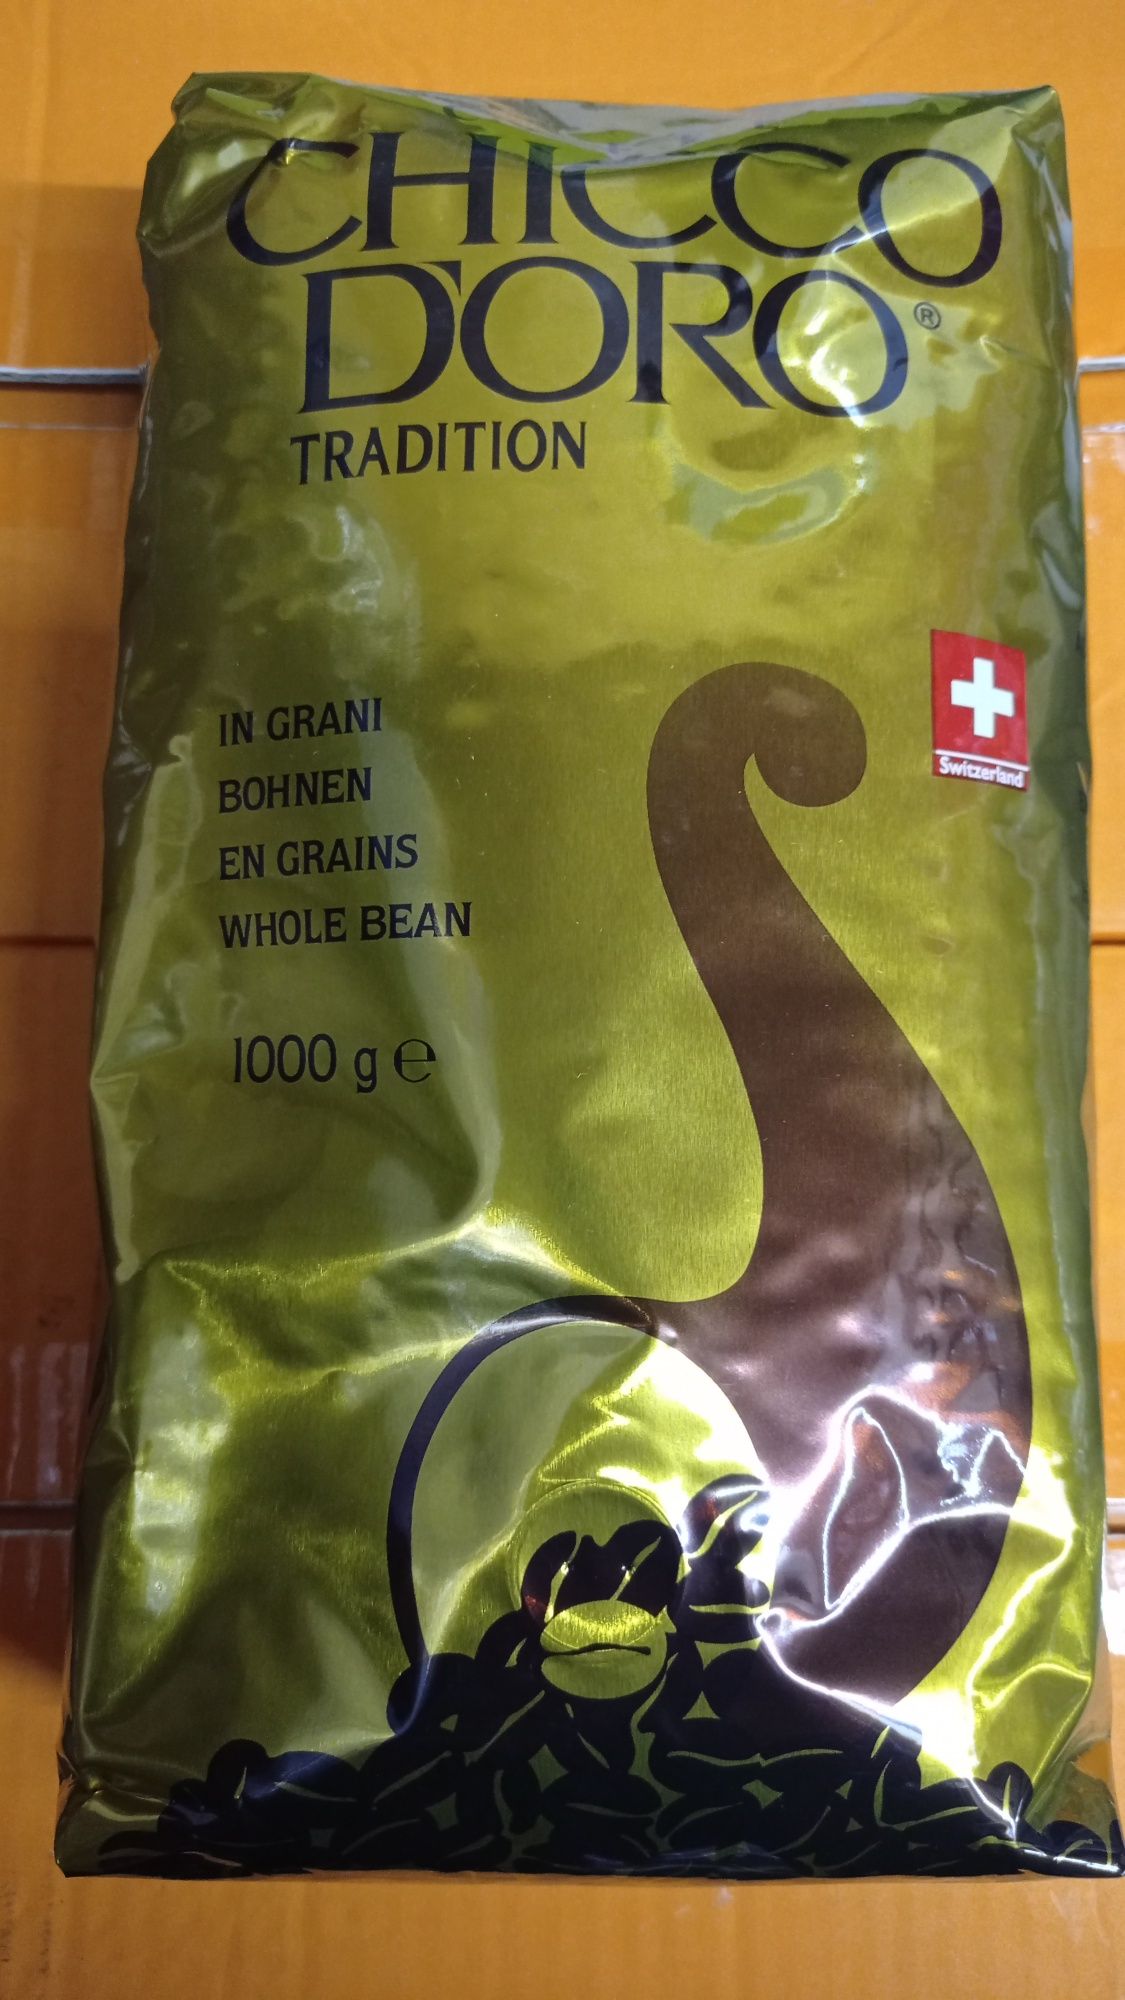 CHICCO
D'ORO®
TRADITION
IN GRANI
BOHNEN
EN GRAINS
WHOLE BEAN
1000 g ℮
Switzerland